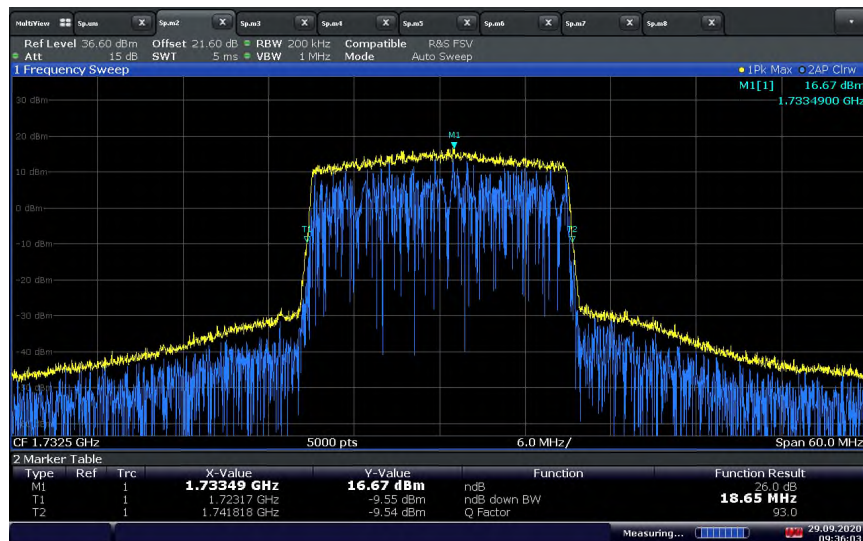 MultiView Sp.um X Sp.m2 X Sp.m3 X Sp.m4 X Sp.m5 X Sp.m6 X Sp.m7 X Sp.m8 X
Ref Level 36.60 dBm Offset 21.60 dB RBW 200 kHz Compatible R&S FSV
Att 15 dB SWT 5 ms VBW 1 MHz Mode Auto Sweep
1 Frequency Sweep 1Pk Max 2AP Clrw
M1[1] 16.67 dBm
1.7334900 GHz
30 dBm
20 dBm
M1
10 dBm
0 dBm
T1 T2
-10 dBm
-20 dBm
-30 dBm
-40 dBm
CF 1.7325 GHz 5000 pts 6.0 MHz/ Span 60.0 MHz
2 Marker Table
Type Ref Trc X-Value Y-Value Function Function Result
M1 1 1.73349 GHz 16.67 dBm ndB 26.0 dB
T1 1 1.72317 GHz -9.55 dBm ndB down BW 18.65 MHz
T2 1 1.741818 GHz -9.54 dBm Q Factor 93.0
Measuring... 29.09.2020
09:36:03